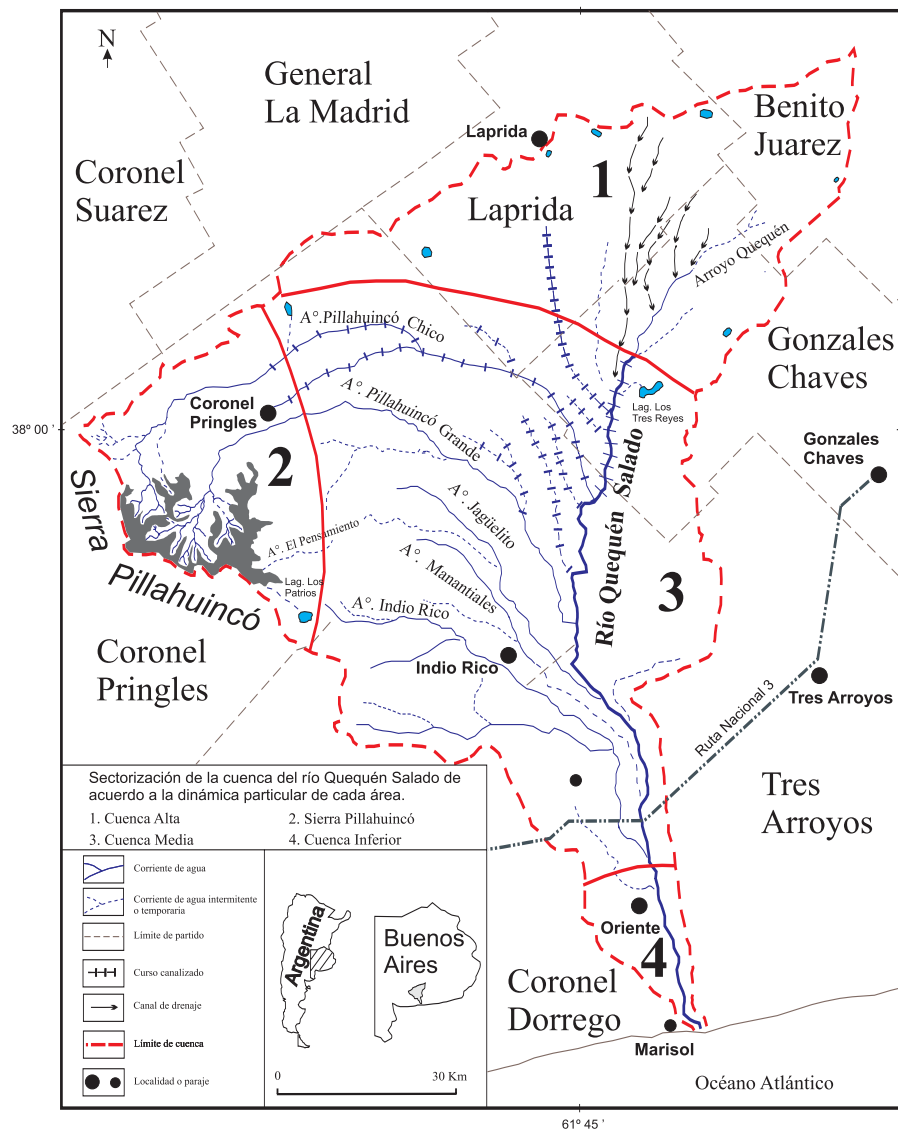 N
General
La Madrid
Benito
Juarez
Laprida
Coronel
Suarez
1
Laprida
Arroyo Quequén
A°.Pillahuincó Chico
Gonzales
Chaves
A°. Pillahuincó Grande
Coronel
Pringles
Lag. Los
Tres Reyes
38º 00 '
Gonzales
Chaves
2
Sierra
Pillahuincó
Río Quequén Salado
A°. Jagüelito
A°. El Pensamiento
A°. Manantiales
Lag. Los
Patrios
A°. Indio Rico
3
Coronel
Pringles
Indio Rico
Tres Arroyos
Ruta Nacional 3
Tres
Arroyos
Sectorización de la cuenca del río Quequén Salado de
acuerdo a la dinámica particular de cada área.
1. Cuenca Alta
2. Sierra Pillahuincó
3. Cuenca Media
4. Cuenca Inferior
Corriente de agua
Corriente de agua intermitente
o temporaria
Límite de partido
Curso canalizado
Canal de drenaje
Límite de cuenca
Localidad o paraje
Argentina
Buenos
Aires
0 30 Km
Oriente
4
Coronel
Dorrego
Marisol
Océano Atlántico
61º 45 '